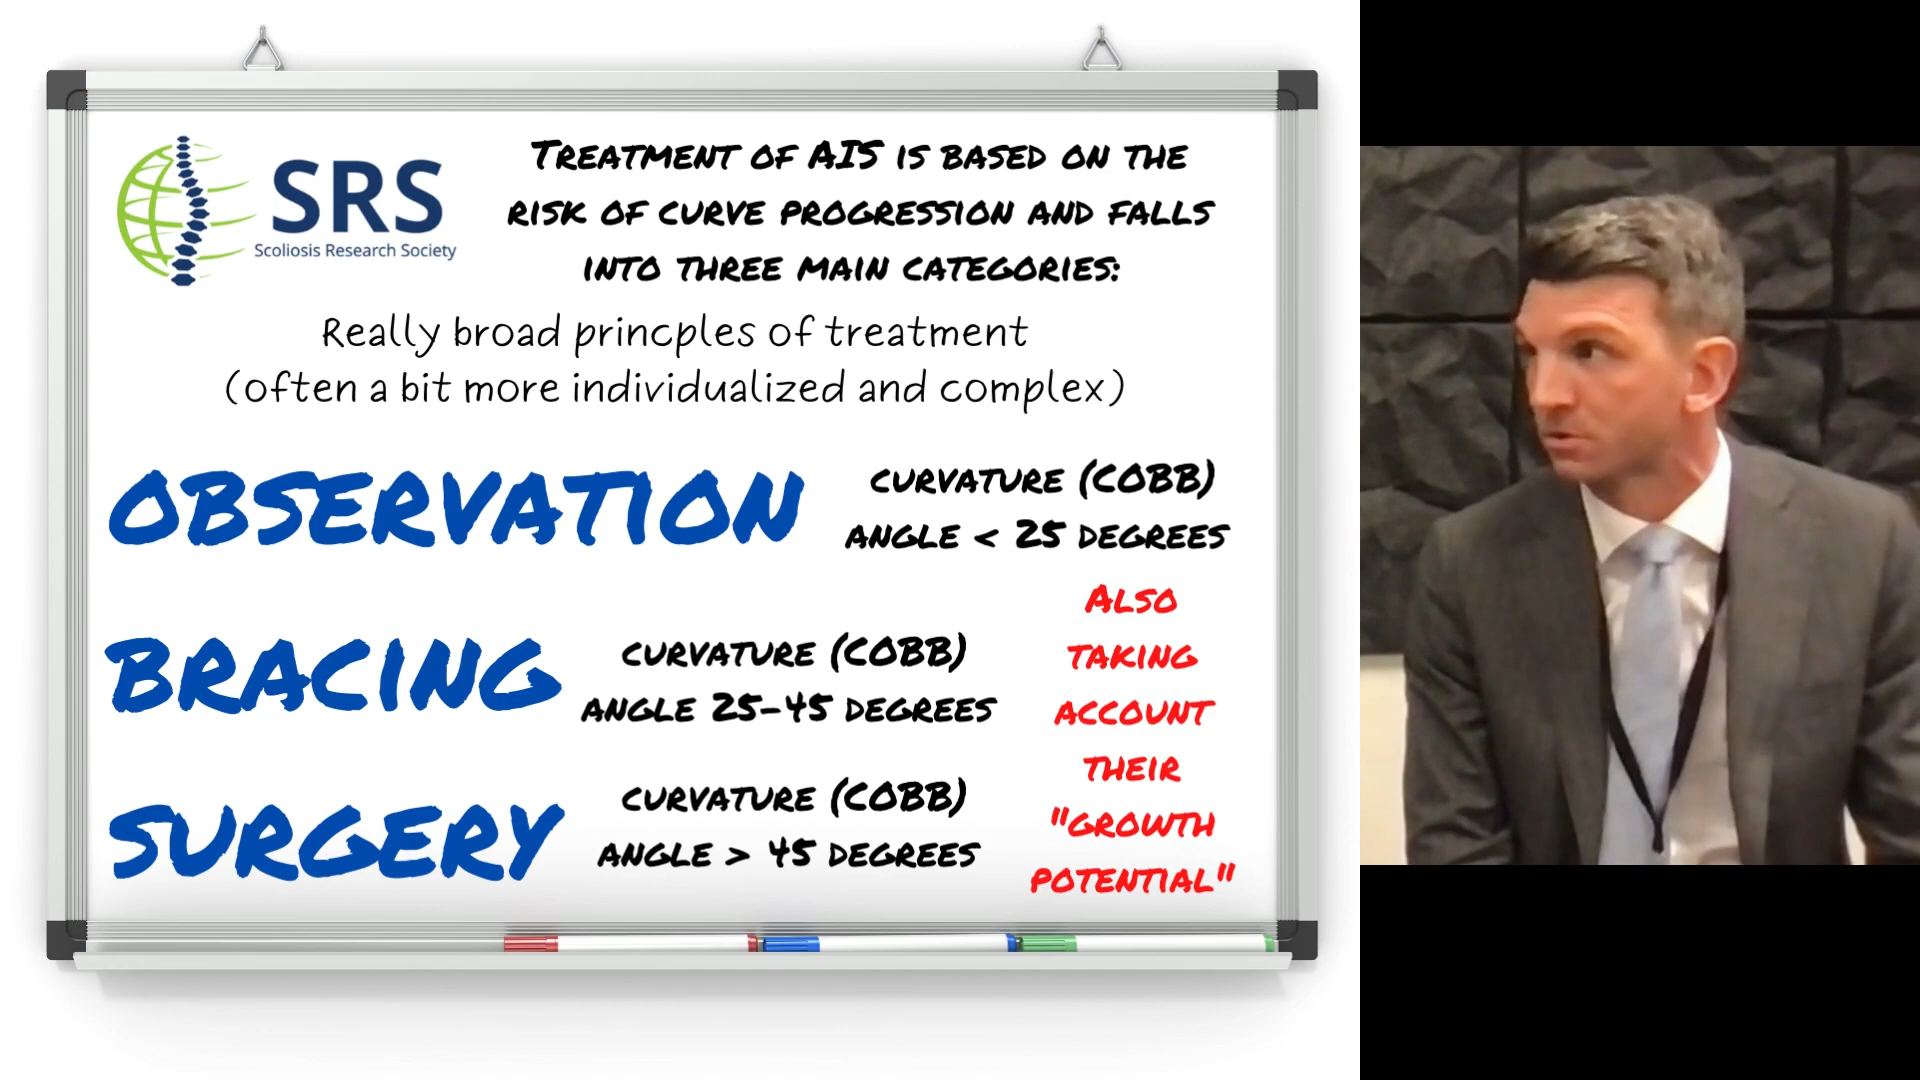 SRS
Scoliosis Research Society
TREATMENT OF AIS IS BASED ON THE
RISK OF CURVE PROGRESSION AND FALLS
INTO THREE MAIN CATEGORIES:
Really broad princples of treatment
(often a bit more individualized and complex)
OBSERVATION
CURVATURE (COBB)
ANGLE < 25 DEGREES
BRACING
CURVATURE (COBB)
ANGLE 25-45 DEGREES
SURGERY
CURVATURE (COBB)
ANGLE > 45 DEGREES
ALSO
TAKING
ACCOUNT
THEIR
"GROWTH
POTENTIAL"